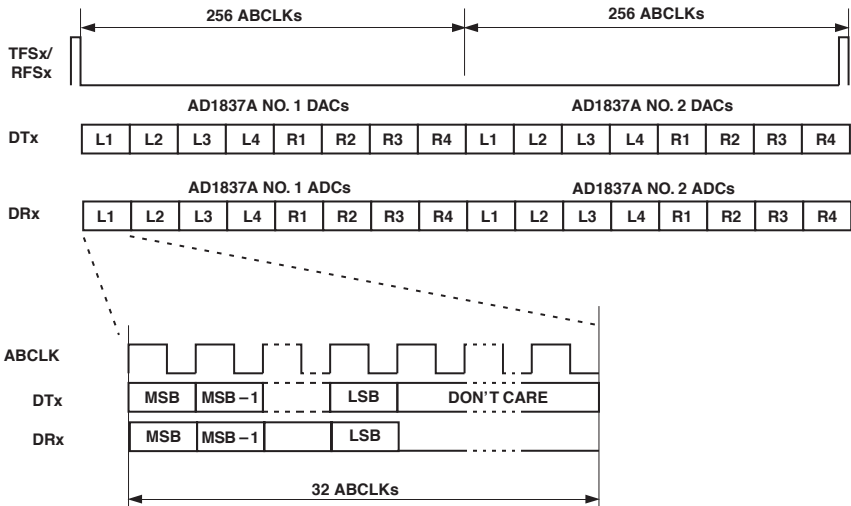 256 ABCLKs 256 ABCLKs
TFSx/
RFSx
AD1837A NO. 1 DACs AD1837A NO. 2 DACs
DTx L1 L2 L3 L4 R1 R2 R3 R4 L1 L2 L3 L4 R1 R2 R3 R4
AD1837A NO. 1 ADCs AD1837A NO. 2 ADCs
DRx L1 L2 L3 L4 R1 R2 R3 R4 L1 L2 L3 L4 R1 R2 R3 R4
ABCLK
DTx MSB MSB–1 LSB DON'T CARE
DRx MSB MSB–1 LSB
32 ABCLKs